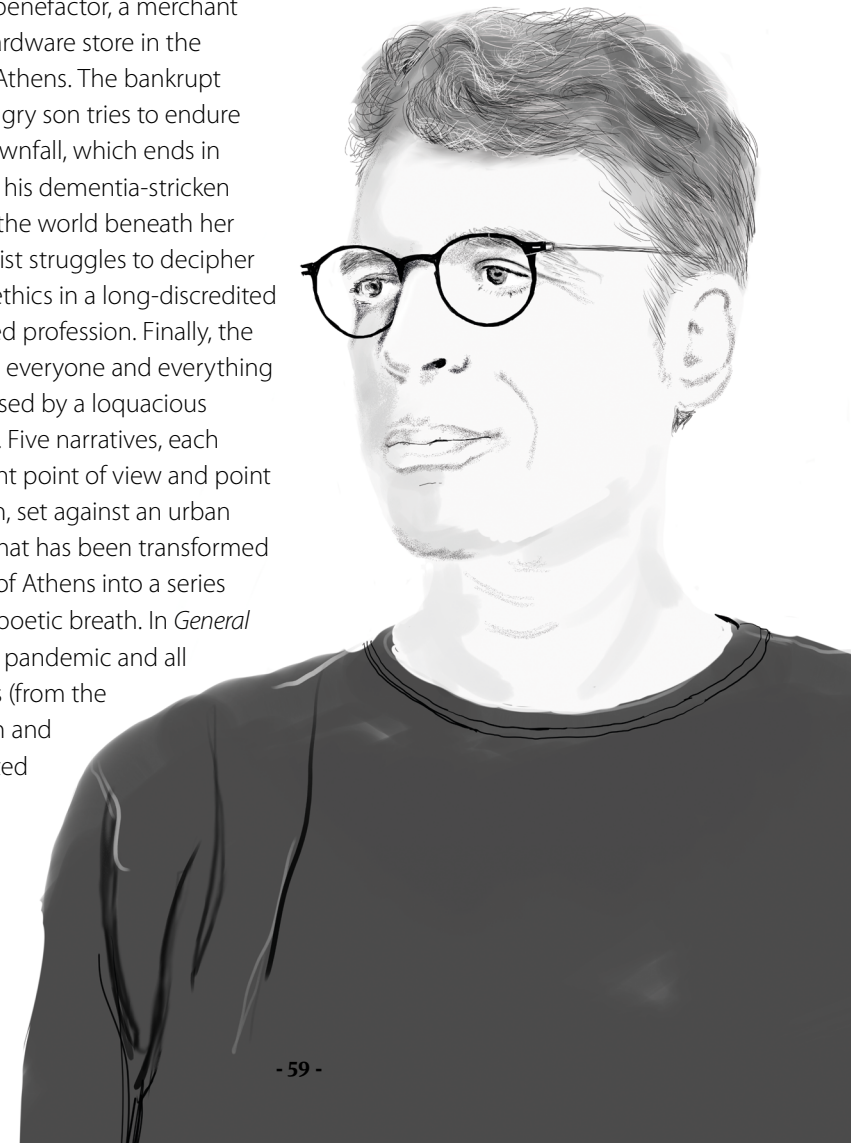 benefactor, a merchant
ardware store in the
Athens. The bankrupt
gry son tries to endure
wnfall, which ends in
his dementia-stricken
the world beneath her
ist struggles to decipher
ethics in a long-discredited
ed profession. Finally, the
everyone and everything
sed by a loquacious
. Five narratives, each
nt point of view and point
n, set against an urban
hat has been transformed
of Athens into a series
poetic breath. In General
pandemic and all
s (from the
n and
ted
- 59 -